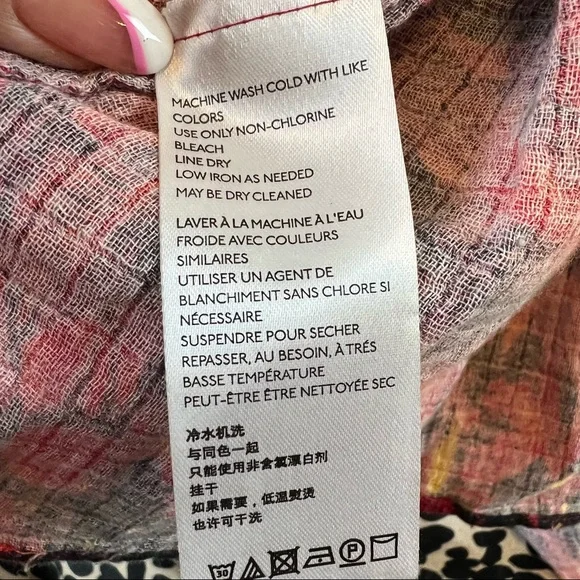 MACHINE WASH COLD WITH LIKE
COLORS
USE ONLY NON-CHLORINE
BLEACH
LINE DRY
LOW IRON AS NEEDED
MAY BE DRY CLEANED
LAVER À LA MACHINE À L'EAU
FROIDE AVEC COULEURS
SIMILAIRES
UTILISER UN AGENT DE
BLANCHIMENT SANS CHLORE SI
NÉCESSAIRE
SUSPENDRE POUR SECHER
REPASSER, AU BESOIN, À TRÉS
BASSE TEMPÉRATURE
PEUT-ÊTRE ÊTRE NETTOYÉE SEC
冷水机洗
与同色一起
只能使用非含氯漂白剂
挂干
如果需要，低温熨烫
也许可干洗
30 P